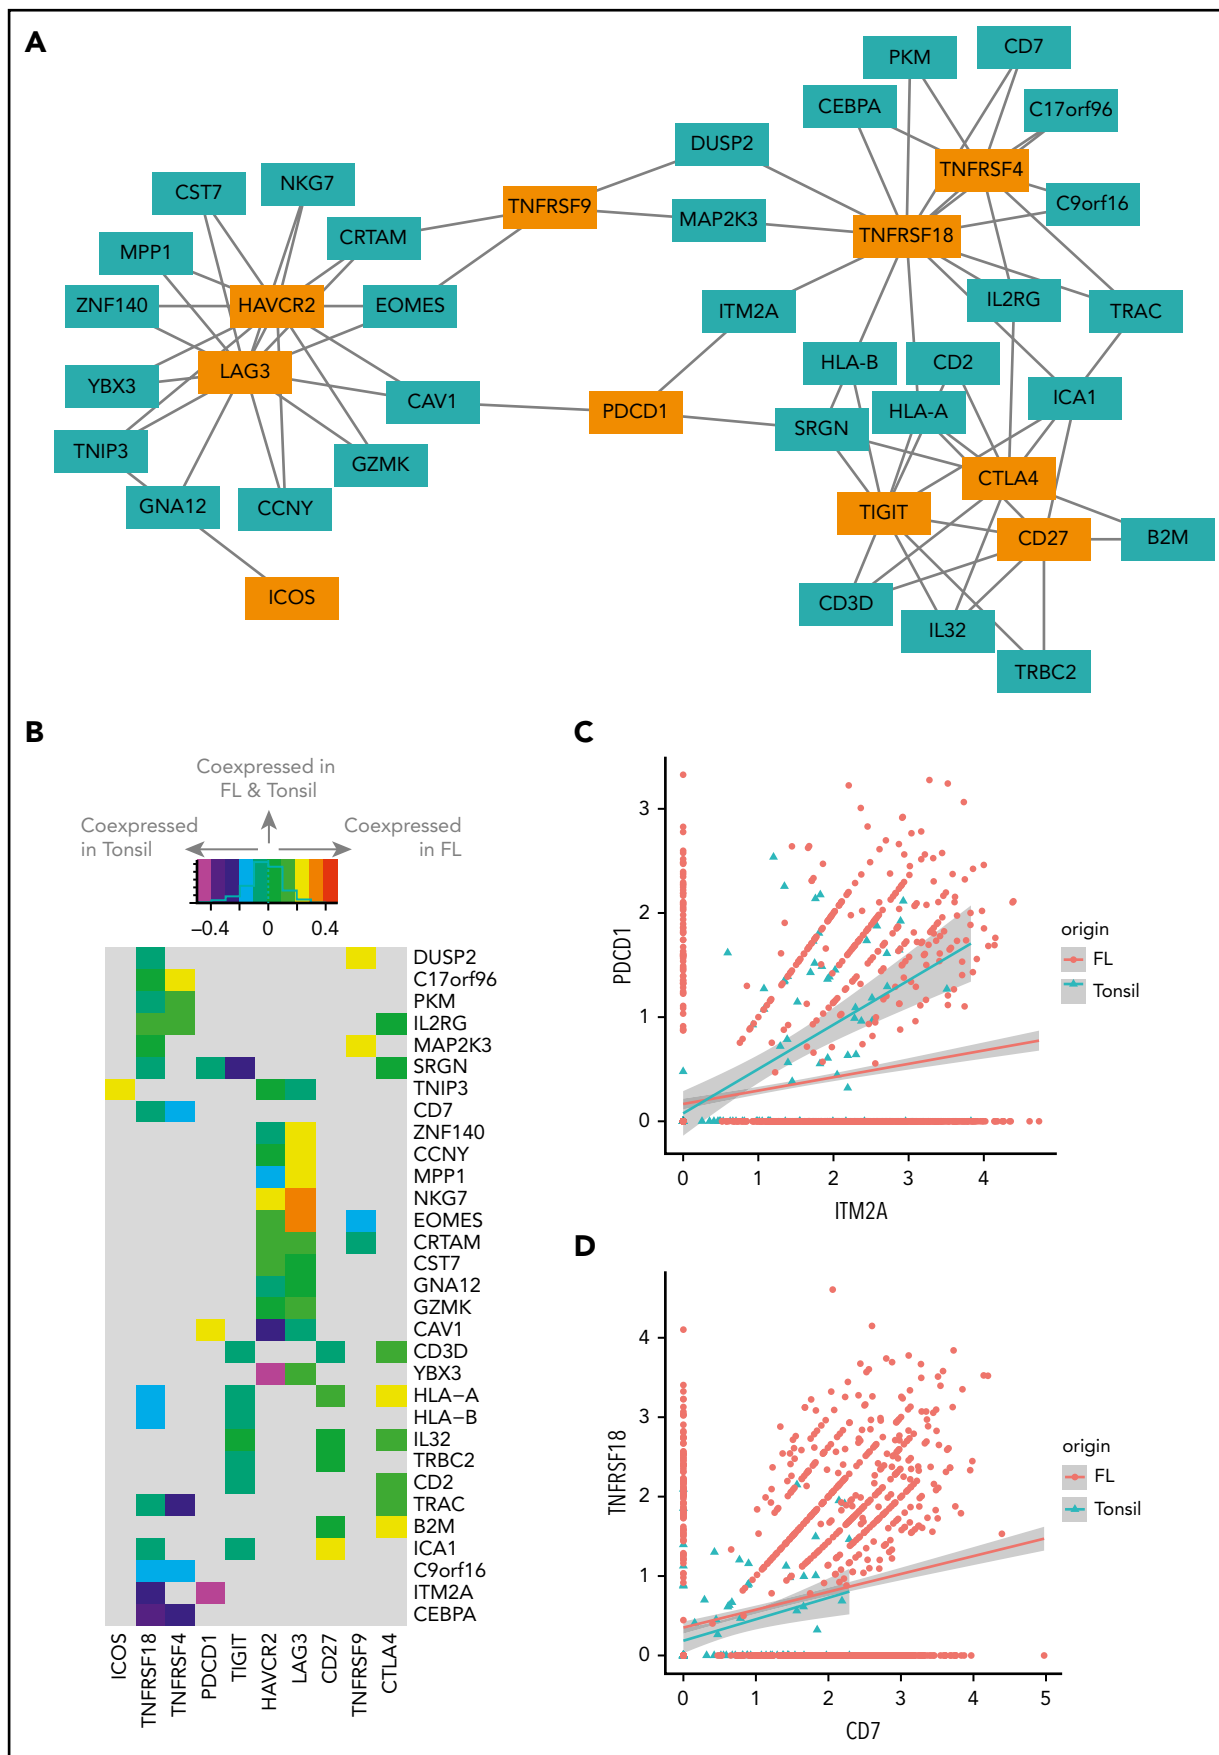 A
PKM
CD7
CEBPA
C17orf96
DUSP2
TNFRSF4
CST7
NKG7
TNFRSF9
C9orf16
MAP2K3
TNFRSF18
CRTAM
MPP1
ZNF140
HAVCR2
EOMES
ITM2A
IL2RG
TRAC
LAG3
HLA-B
CD2
YBX3
CAV1
PDCD1
HLA-A
ICA1
SRGN
TNIP3
GZMK
CTLA4
GNA12
CCNY
TIGIT
CD27
B2M
ICOS
CD3D
IL32
TRBC2
B
Coexpressed in
FL & Tonsil
Coexpressed
in Tonsil
Coexpressed
in FL
−0.4 0 0.4
DUSP2
C17orf96
PKM
IL2RG
MAP2K3
SRGN
TNIP3
CD7
ZNF140
CCNY
MPP1
NKG7
EOMES
CRTAM
CST7
GNA12
GZMK
CAV1
CD3D
YBX3
HLA−A
HLA−B
IL32
TRBC2
CD2
TRAC
B2M
ICA1
C9orf16
ITM2A
CEBPA
ICOS
TNFRSF18
TNFRSF4
PDCD1
TIGIT
HAVCR2
LAG3
CD27
TNFRSF9
CTLA4
C
PDCD1
3
2
1
0
0 1 2 3 4
ITM2A
origin
FL
Tonsil
D
TNFRSF18
4
3
2
1
0
0 1 2 3 4 5
CD7
origin
FL
Tonsil